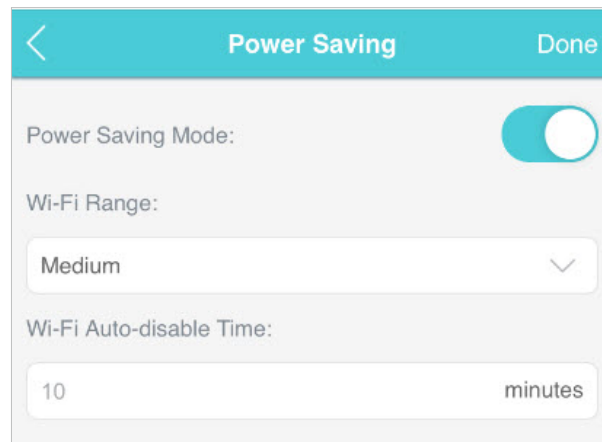 Power Saving Done
Power Saving Mode:
Wi-Fi Range:
Medium
Wi-Fi Auto-disable Time:
10 minutes